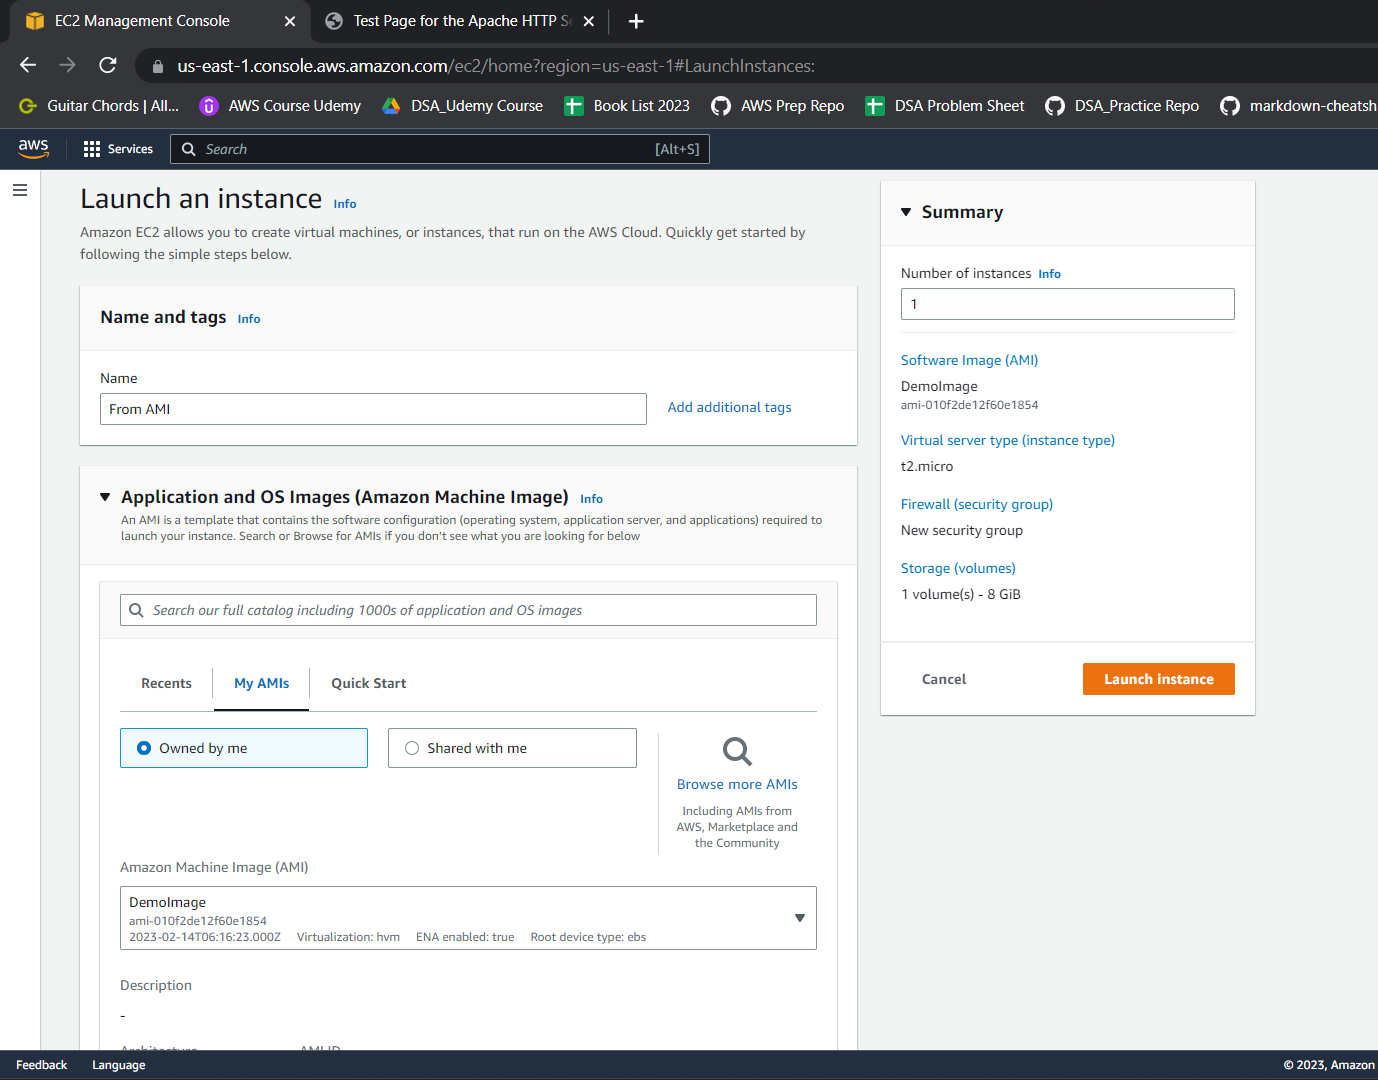 EC2 Management Console
Test Page for the Apache HTTP Se
us-east-1.console.aws.amazon.com/ec2/home?region=us-east-1#LaunchInstances:
Guitar Chords | All...
AWS Course Udemy
DSA_Udemy Course
Book List 2023
AWS Prep Repo
DSA Problem Sheet
DSA_Practice Repo
markdown-cheatsh
aws
Services
Search
[Alt+S]
Launch an instance Info
Amazon EC2 allows you to create virtual machines, or instances, that run on the AWS Cloud. Quickly get started by
following the simple steps below.
Name and tags Info
Name
From AMI
Add additional tags
Application and OS Images (Amazon Machine Image) Info
An AMI is a template that contains the software configuration (operating system, application server, and applications) required to
launch your instance. Search or Browse for AMIs if you don't see what you are looking for below
Search our full catalog including 1000s of application and OS images
Recents
My AMIs
Quick Start
Owned by me
Shared with me
Browse more AMIs
Including AMIs from
AWS, Marketplace and
the Community
Amazon Machine Image (AMI)
DemoImage
ami-010f2de12f60e1854
2023-02-14T06:16:23.000Z Virtualization: hvm ENA enabled: true Root device type: ebs
Description
-
Architecture AMI ID
Summary
Number of instances Info
1
Software Image (AMI)
DemoImage
ami-010f2de12f60e1854
Virtual server type (instance type)
t2.micro
Firewall (security group)
New security group
Storage (volumes)
1 volume(s) - 8 GiB
Cancel
Launch instance
Feedback
Language
© 2023, Amazon